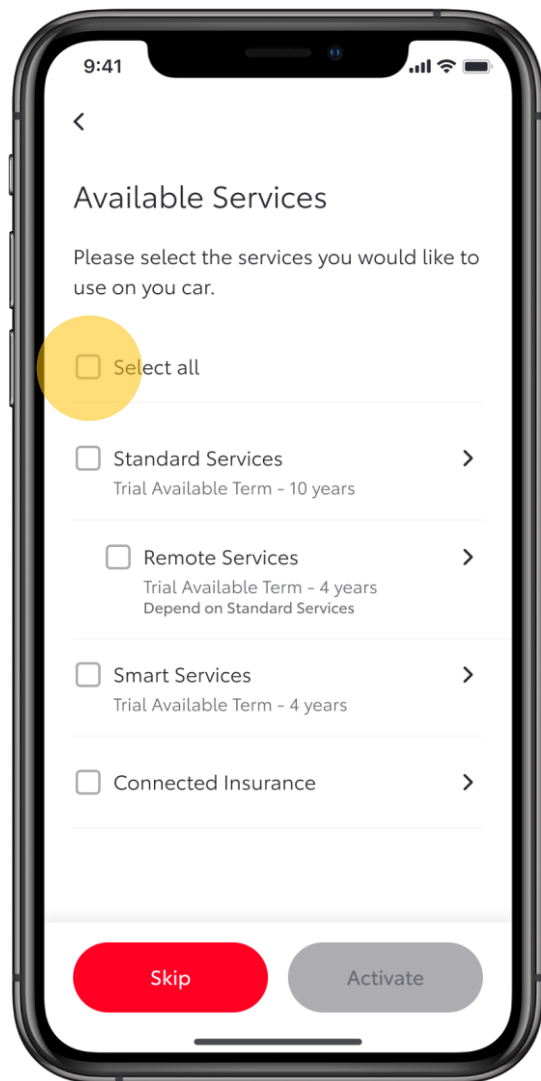 9:41
Available Services
Please select the services you would like to
use on you car.
Select all
Standard Services
Trial Available Term - 10 years
Remote Services
Trial Available Term - 4 years
Depend on Standard Services
Smart Services
Trial Available Term - 4 years
Connected Insurance
Skip
Activate